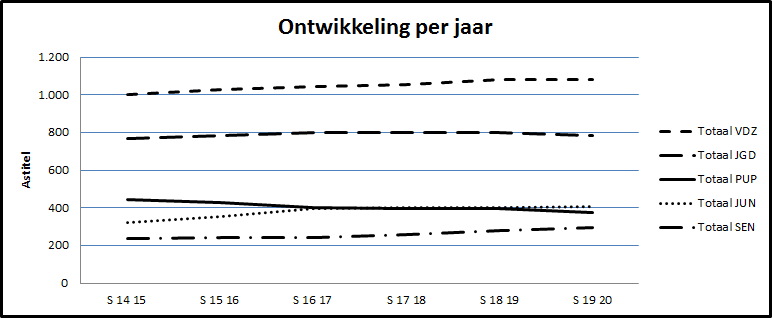 Ontwikkeling per jaar
1.200
1.000
800
600
400
200
0
Astitel
S 14 15
S 15 16
S 16 17
S 17 18
S 18 19
S 19 20
Totaal VDZ
Totaal JGD
Totaal PUP
Totaal JUN
Totaal SEN